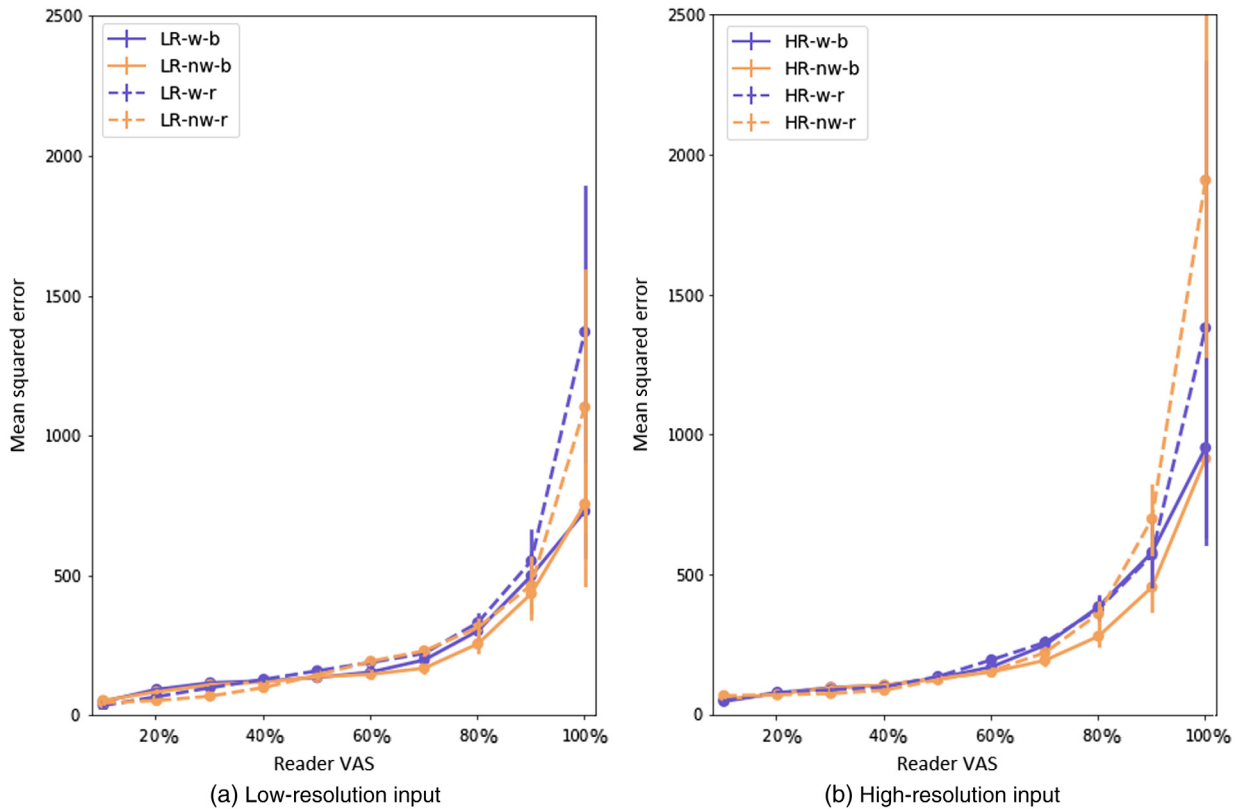 2500
2000
1500
1000
500
0
Mean squared error
LR-w-b
LR-nw-b
LR-w-r
LR-nw-r
20% 40% 60% 80% 100%
Reader VAS
(a) Low-resolution input
2500
2000
1500
1000
500
0
Mean squared error
HR-w-b
HR-nw-b
HR-w-r
HR-nw-r
20% 40% 60% 80% 100%
Reader VAS
(b) High-resolution input